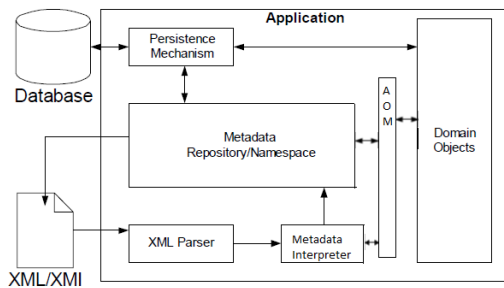 Application
Persistence
Mechanism
Database
A
O
M
Metadata
Repository/Namespace
Domain
Objects
XML Parser
Metadata
Interpreter
XML/XMI